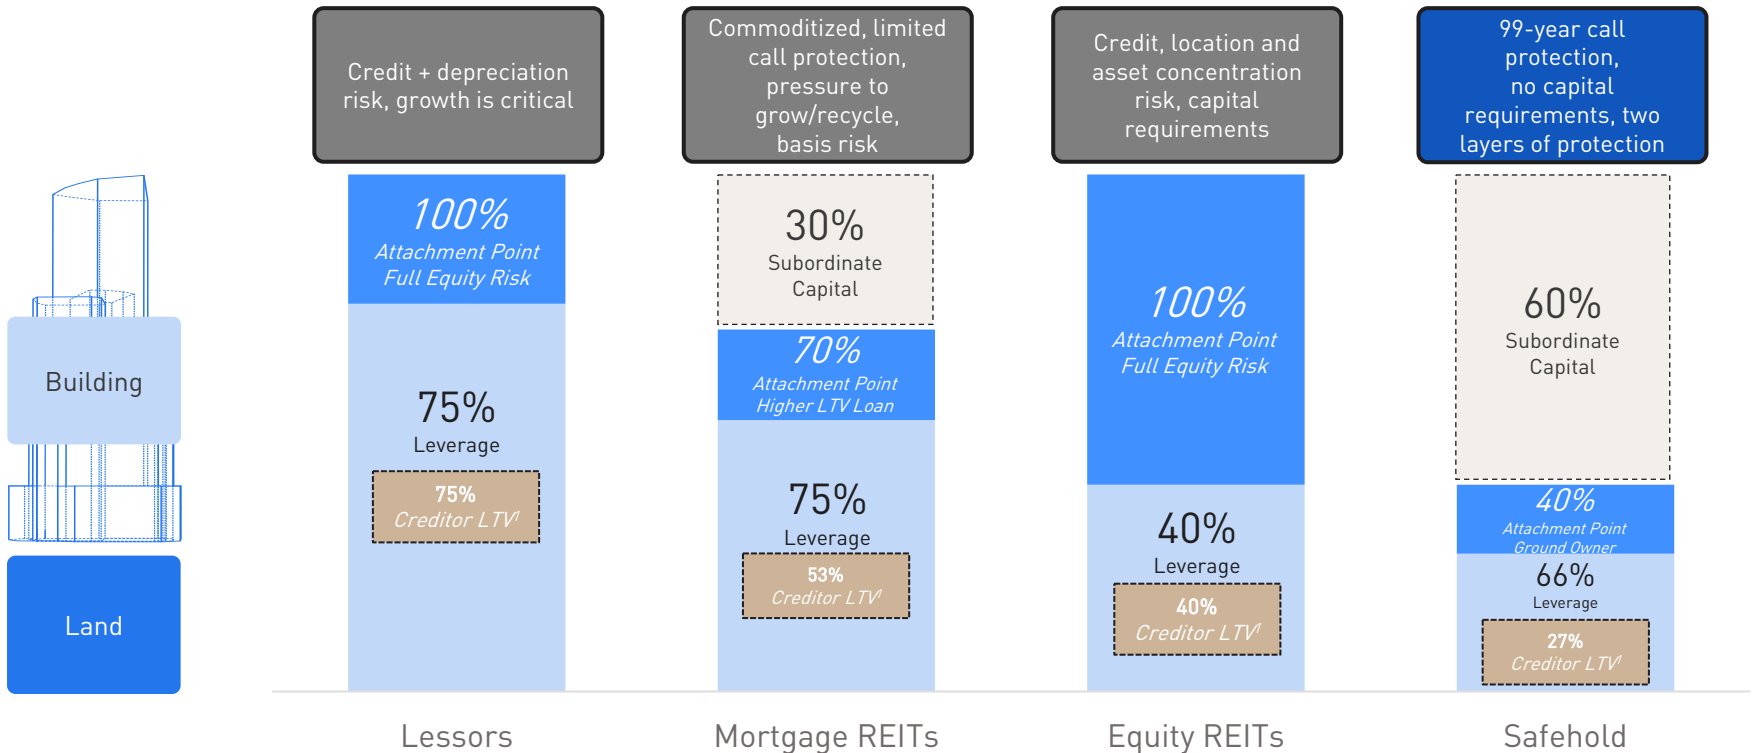 Credit + depreciation
risk, growth is critical
Commoditized, limited
call protection,
pressure to
grow/recycle,
basis risk
Credit, location and
asset concentration
risk, capital
requirements
99-year call
protection,
no capital
requirements, two
layers of protection
Building
Land
100%
Attachment Point
Full Equity Risk
75%
Leverage
75%
Creditor LTV¹
Lessors
30%
Subordinate
Capital
70%
Attachment Point
Higher LTV Loan
75%
Leverage
53%
Creditor LTV¹
Mortgage REITs
100%
Attachment Point
Full Equity Risk
40%
Leverage
40%
Creditor LTV¹
Equity REITs
60%
Subordinate
Capital
40%
Attachment Point
Ground Owner
66%
Leverage
27%
Creditor LTV¹
Safehold